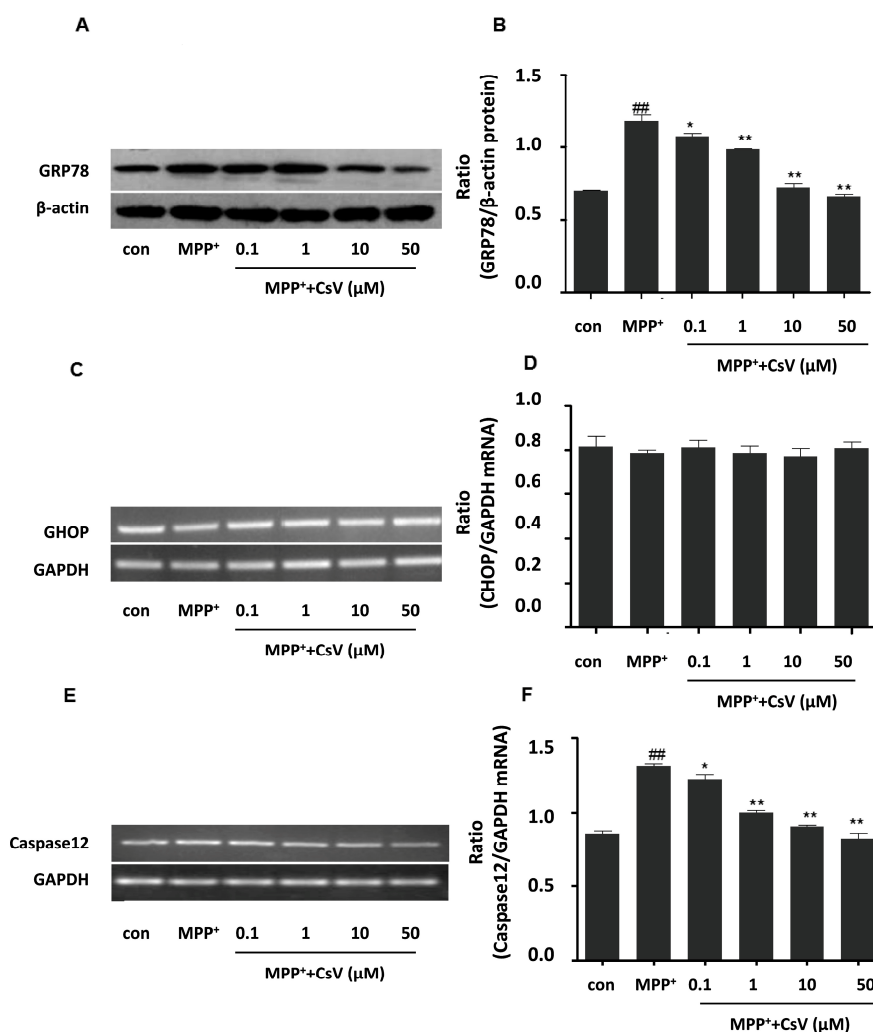 A
GRP78
β-actin
con MPP⁺ 0.1 1 10 50
MPP⁺+CsV (μM)
B
Ratio
(GRP78/β-actin protein)
1.5
1.0
0.5
0.0
##
*
**
**
**
con MPP⁺ 0.1 1 10 50
MPP⁺+CsV (μM)
C
GHOP
GAPDH
con MPP⁺ 0.1 1 10 50
MPP⁺+CsV (μM)
D
Ratio
(CHOP/GAPDH mRNA)
1.0
0.8
0.6
0.4
0.2
0.0
con MPP⁺ 0.1 1 10 50
MPP⁺+CsV (μM)
E
Caspase12
GAPDH
con MPP⁺ 0.1 1 10 50
MPP⁺+CsV (μM)
F
Ratio
(Caspase12/GAPDH mRNA)
1.5
1.0
0.5
0.0
##
*
**
**
**
con MPP⁺ 0.1 1 10 50
MPP⁺+CsV (μM)